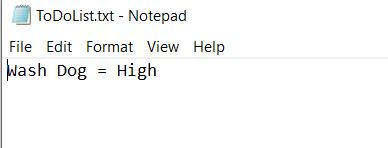 ToDoList.txt - Notepad
File Edit Format View Help
Wash Dog = High